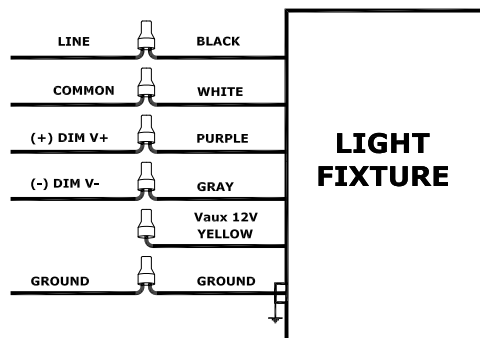 LINE BLACK
COMMON WHITE
(+) DIM V+ PURPLE
(-) DIM V- GRAY
Vaux 12V
YELLOW
GROUND GROUND
LIGHT
FIXTURE